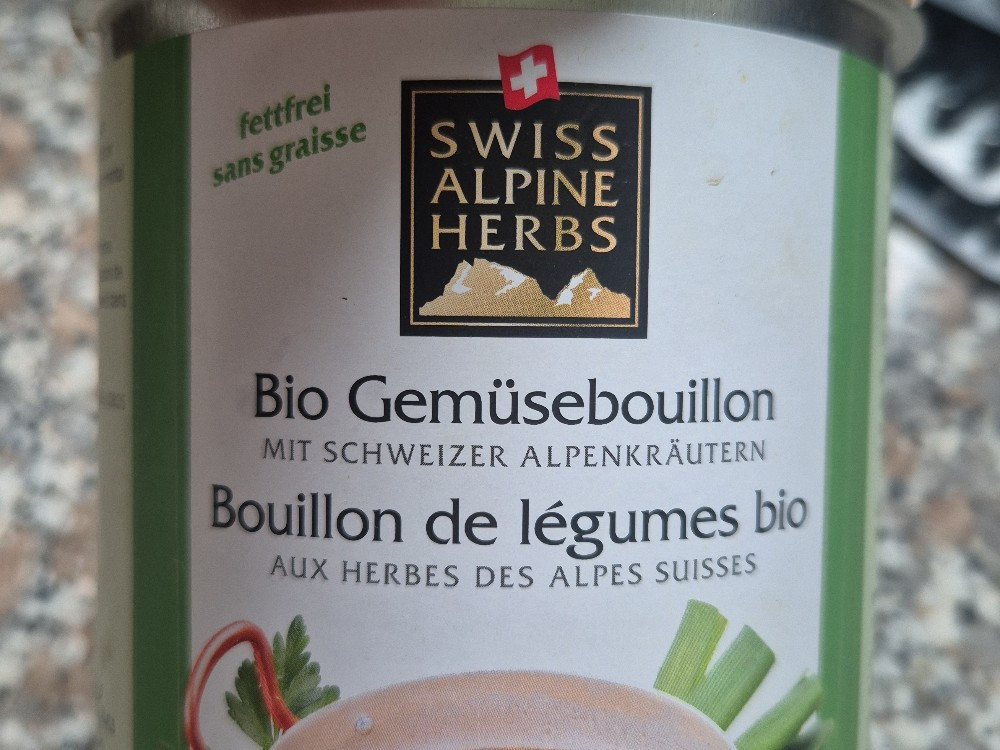 fettfrei
sans graisse
SWISS
ALPINE
HERBS
Bio Gemüsebouillon
MIT SCHWEIZER ALPENKRÄUTERN
Bouillon de légumes bio
AUX HERBES DES ALPES SUISSES